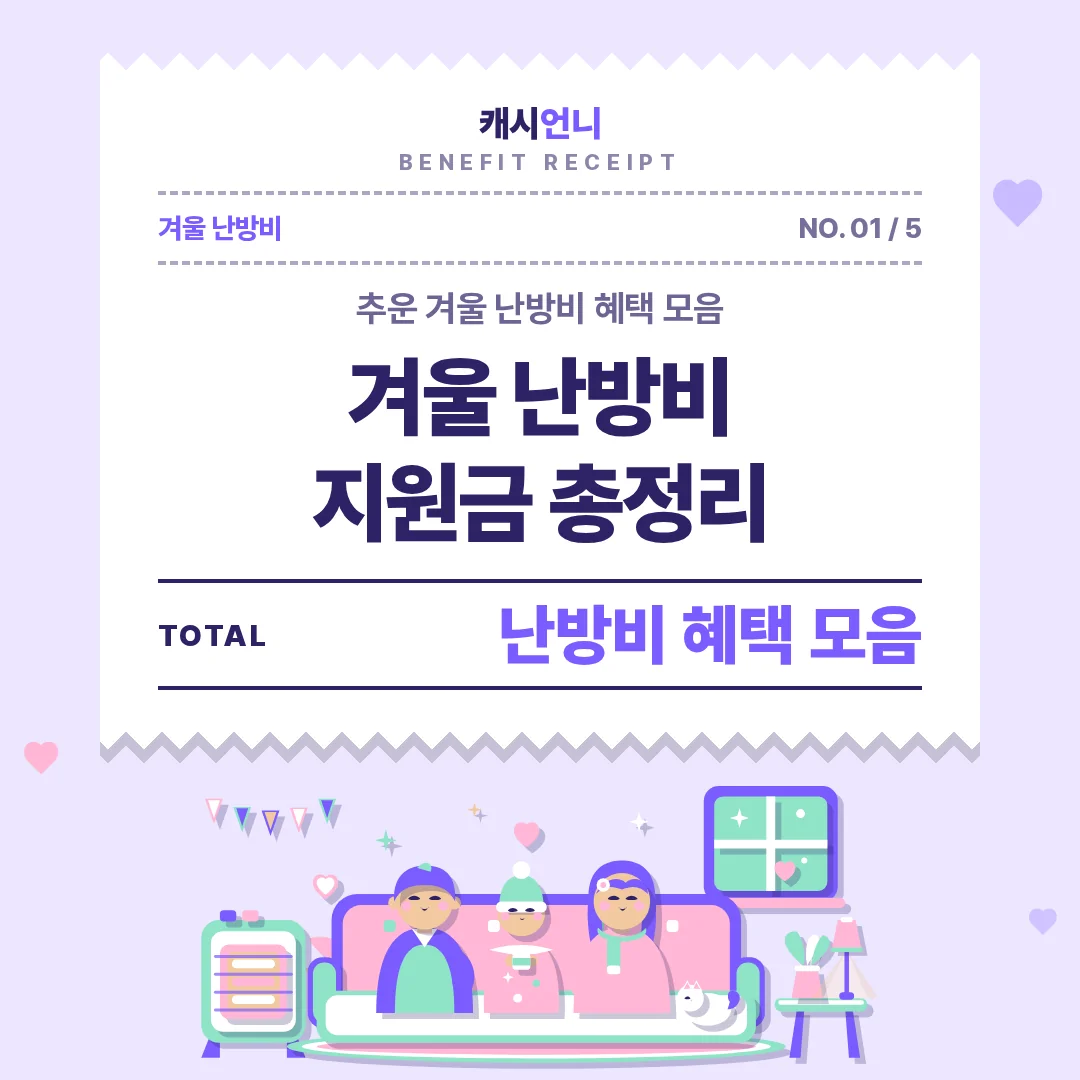 캐시언니
BENEFIT RECEIPT
겨울 난방비
NO. 01 / 5
추운 겨울 난방비 혜택 모음
겨울 난방비
지원금 총정리
TOTAL
난방비 혜택 모음